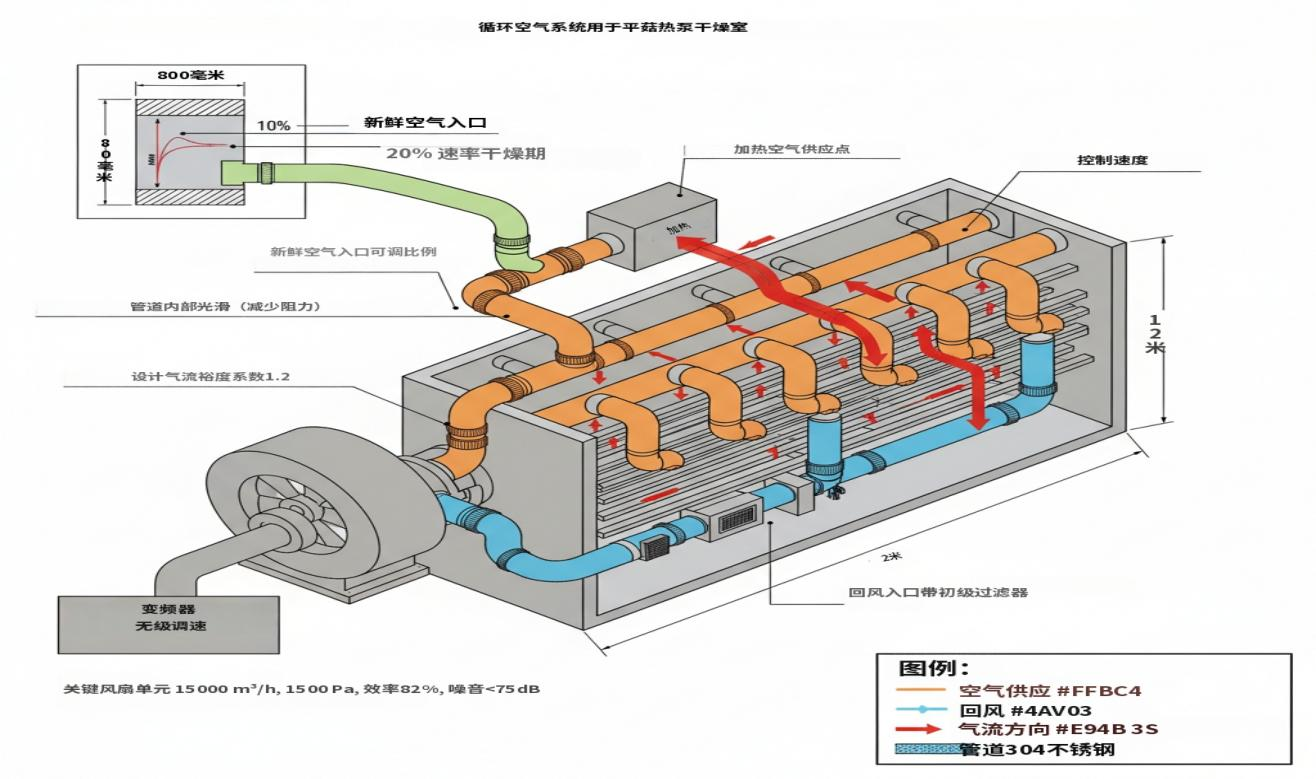 循环空气系统用于平菇热泵干燥室
800毫米
80毫米
10%
新鲜空气入口
20% 速率干燥期
加热空气供应点
控制速度
加热
新鲜空气入口可调比例
管道内部光滑（减少阻力）
设计气流裕度系数1.2
12米
2米
回风入口带初级过滤器
变频器
无级调速
关键风扇单元 15000 m³/h, 1500 Pa, 效率82%, 噪音<75dB
图例：
空气供应 #FFBC4
回风 #4AV03
气流方向 #E94B 3S
管道304不锈钢